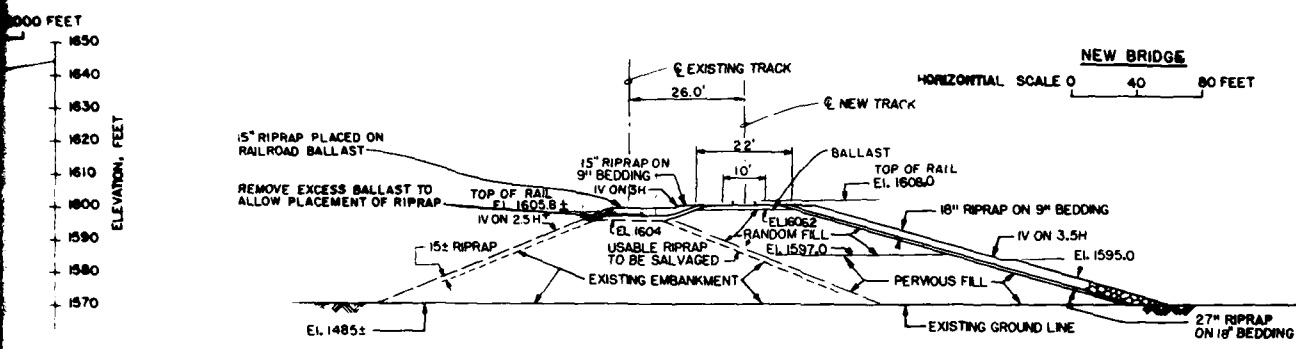 000 FEET
1650
1640
1630
1620
1610
1600
1590
1580
1570
ELEVATION, FEET
NEW BRIDGE
HORIZONTIAL SCALE 0 40 80 FEET
℄ EXISTING TRACK
26.0'
℄ NEW TRACK
22'
10'
BALLAST
TOP OF RAIL
El. 1608.0
15" RIPRAP PLACED ON
RAILROAD BALLAST
15" RIPRAP ON
9" BEDDING
IV ON 3H
REMOVE EXCESS BALLAST TO
ALLOW PLACEMENT OF RIPRAP
TOP OF RAIL
El. 1605.8 ±
IV ON 2.5 H±
EL 1604
EL.1606.2
18" RIPRAP ON 9" BEDDING
IV ON 3.5H
RANDOM FILL
El. 1597.0
El. 1595.0
15± RIPRAP
USABLE RIPRAP
TO BE SALVAGED
EXISTING EMBANKMENT
PERVIOUS FILL
El. 1485±
EXISTING GROUND LINE
27" RIPRAP
ON 18" BEDDING